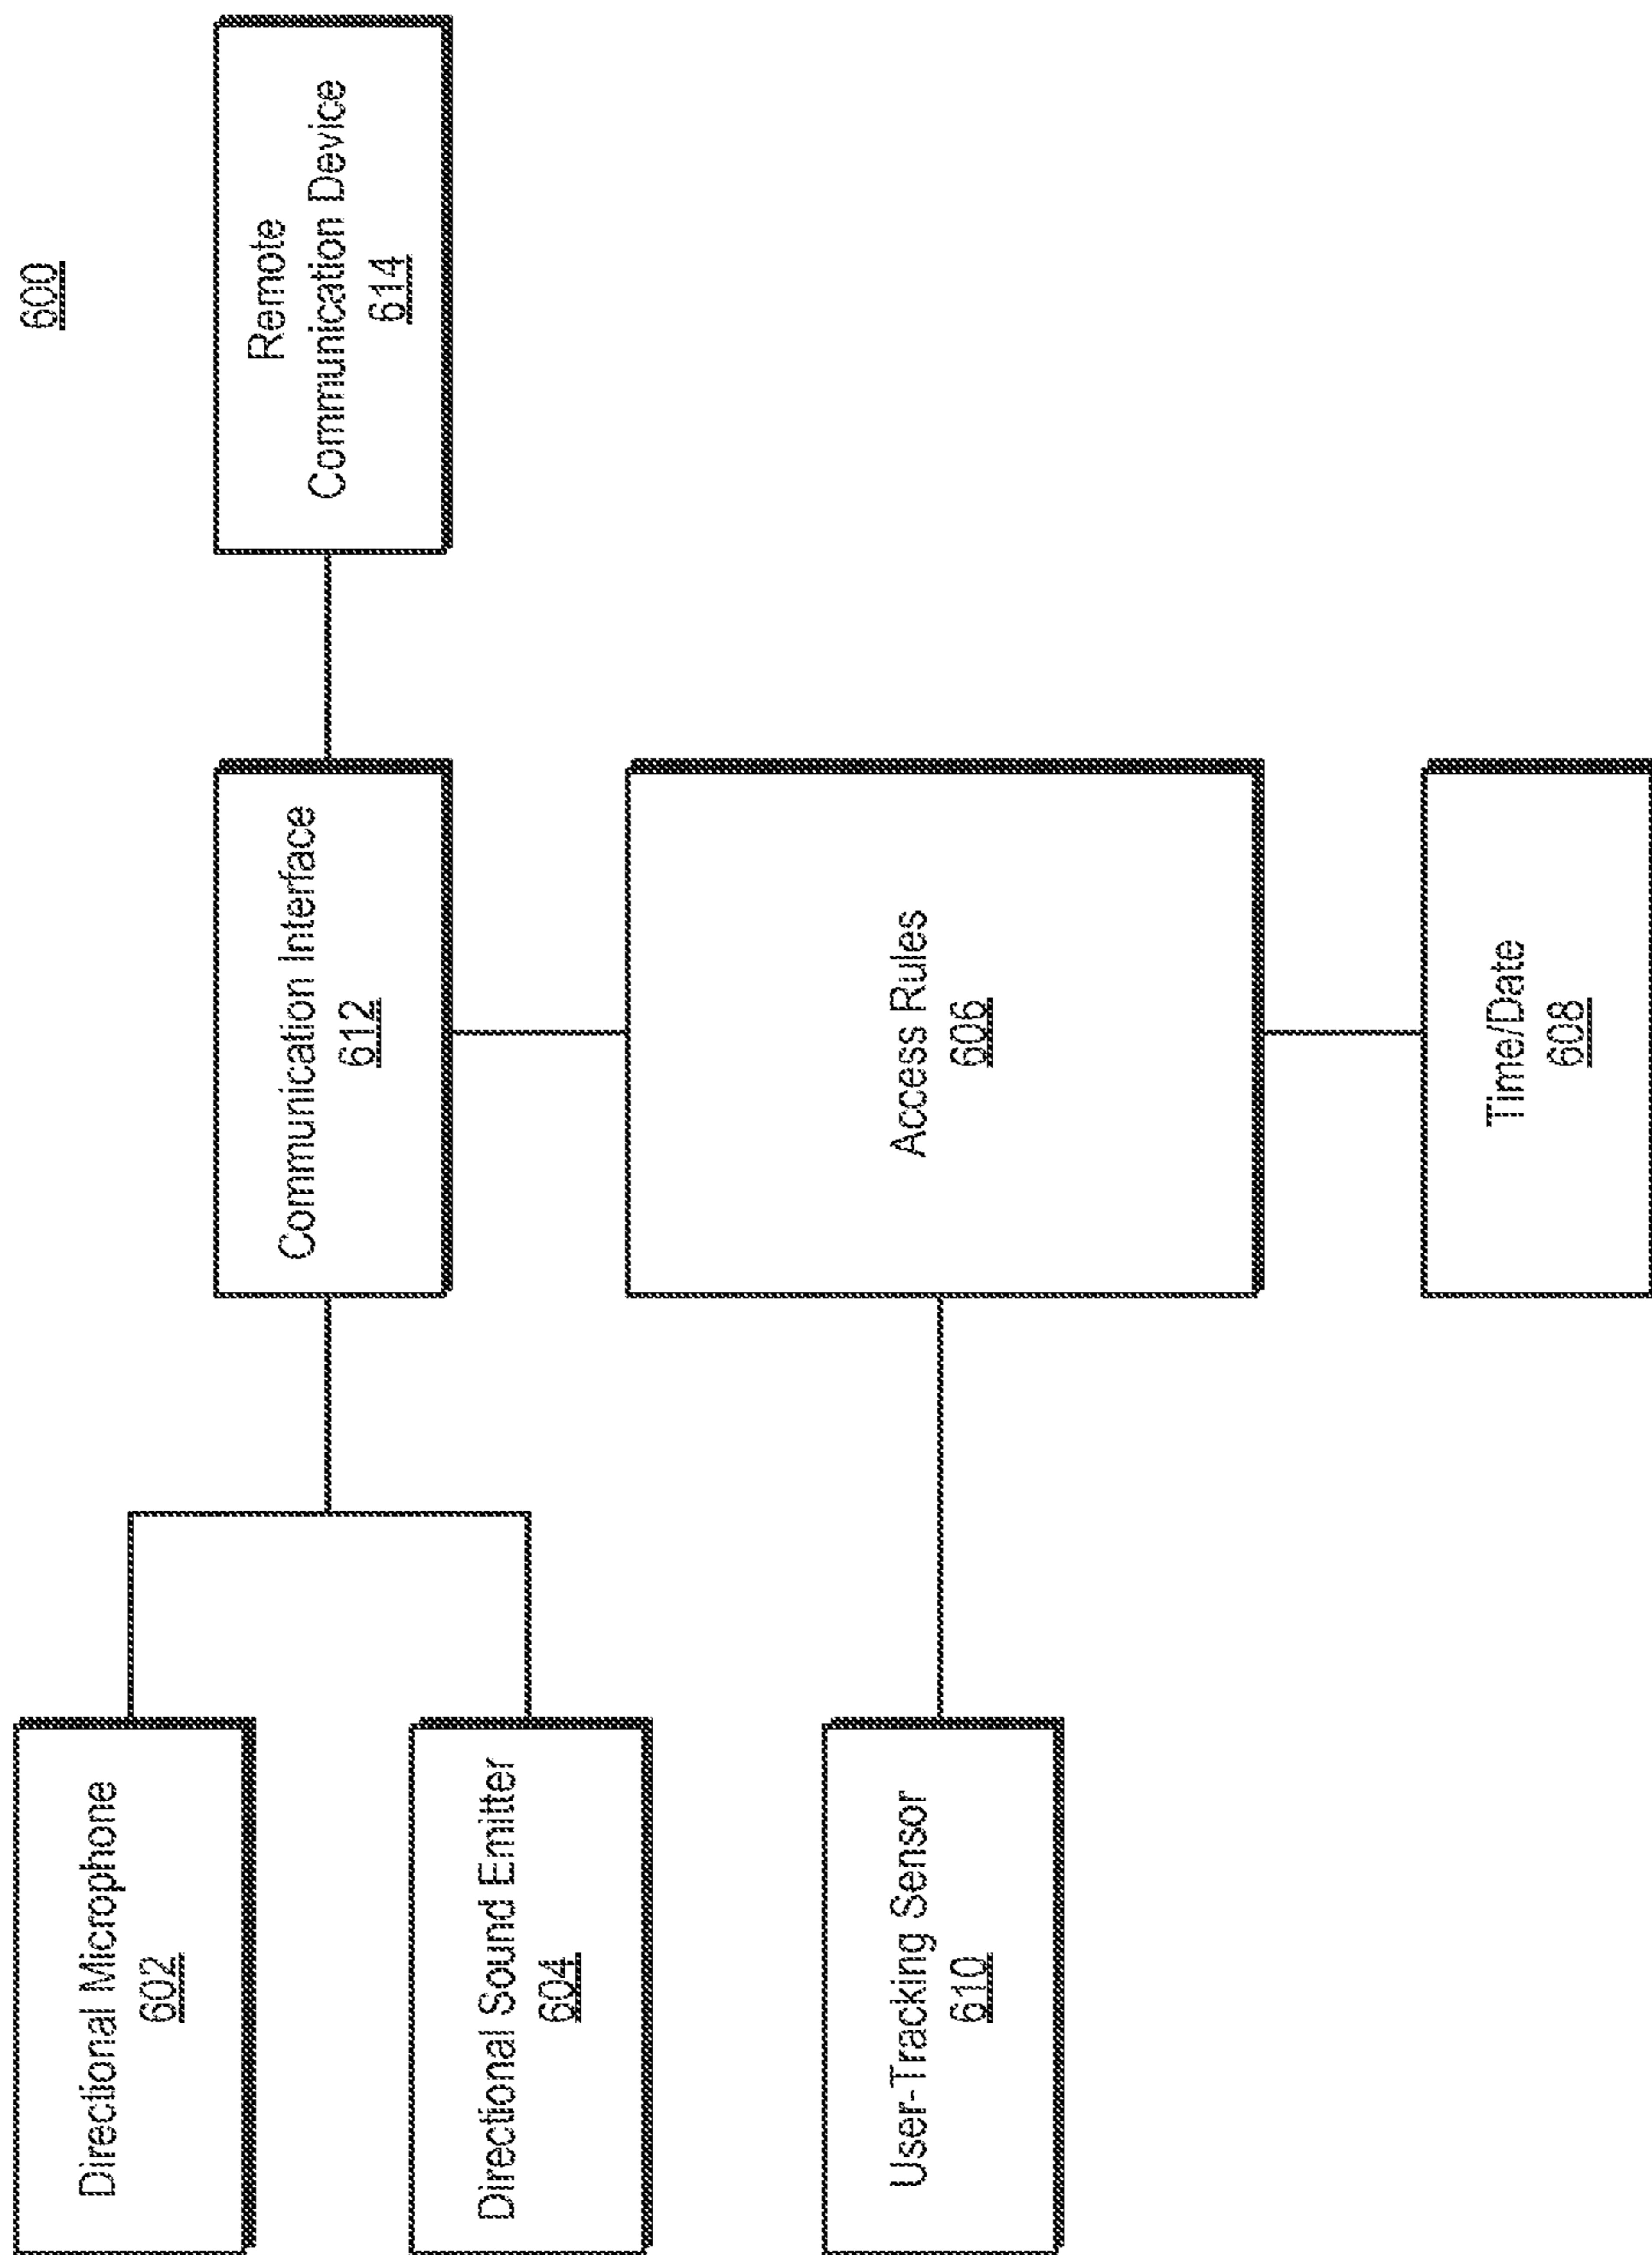 600
Directional Microphone
602
Communication Interface
612
Remote
Communication Device
614
Directional Sound Emitter
604
User-Tracking Sensor
610
Access Rules
606
Time/Date
608